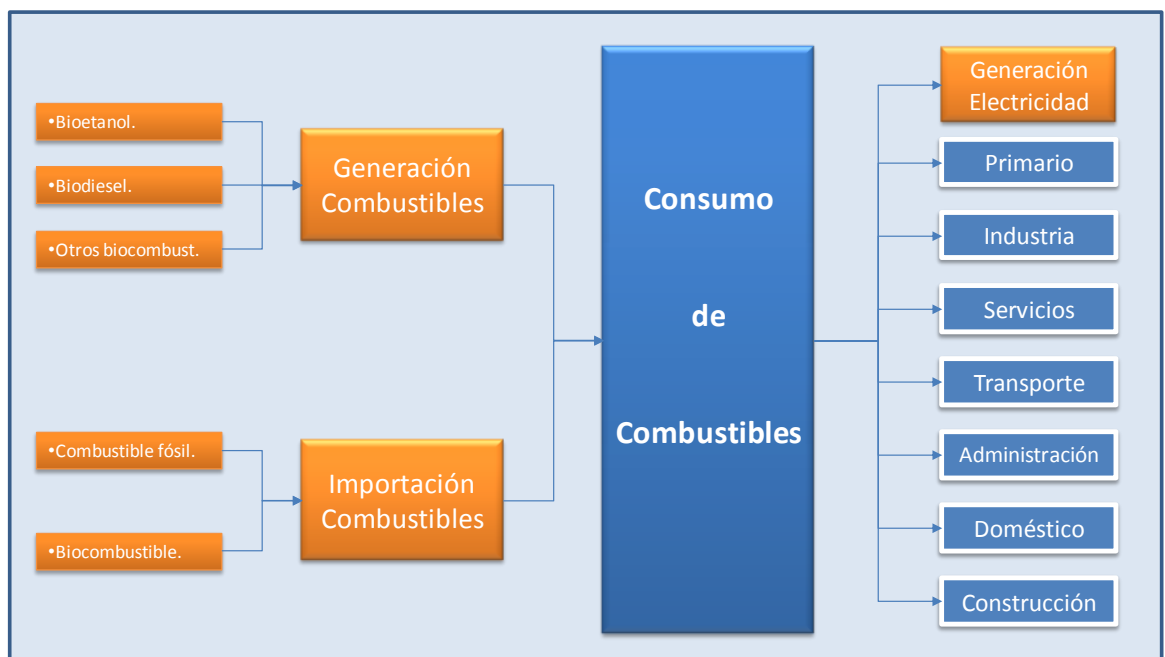 •Bioetanol.
•Biodiesel.
•Otros biocombust.
Generación
Combustibles
•Combustible fósil.
•Biocombustible.
Importación
Combustibles
Consumo
de
Combustibles
Generación
Electricidad
Primario
Industria
Servicios
Transporte
Administración
Doméstico
Construcción